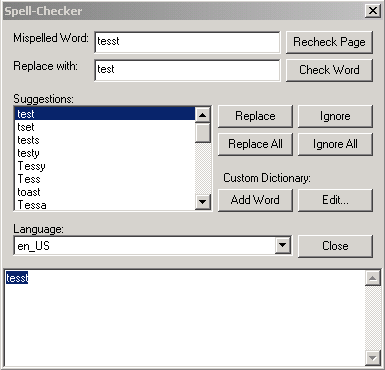 Spell-Checker
Mispelled Word: tesst Recheck Page
Replace with: test Check Word
Suggestions:
test Replace Ignore
tset
tests
testy Replace All Ignore All
Tessy
Tess Custom Dictionary:
toast Add Word Edit...
Tessa
Language:
en_US Close
tesst